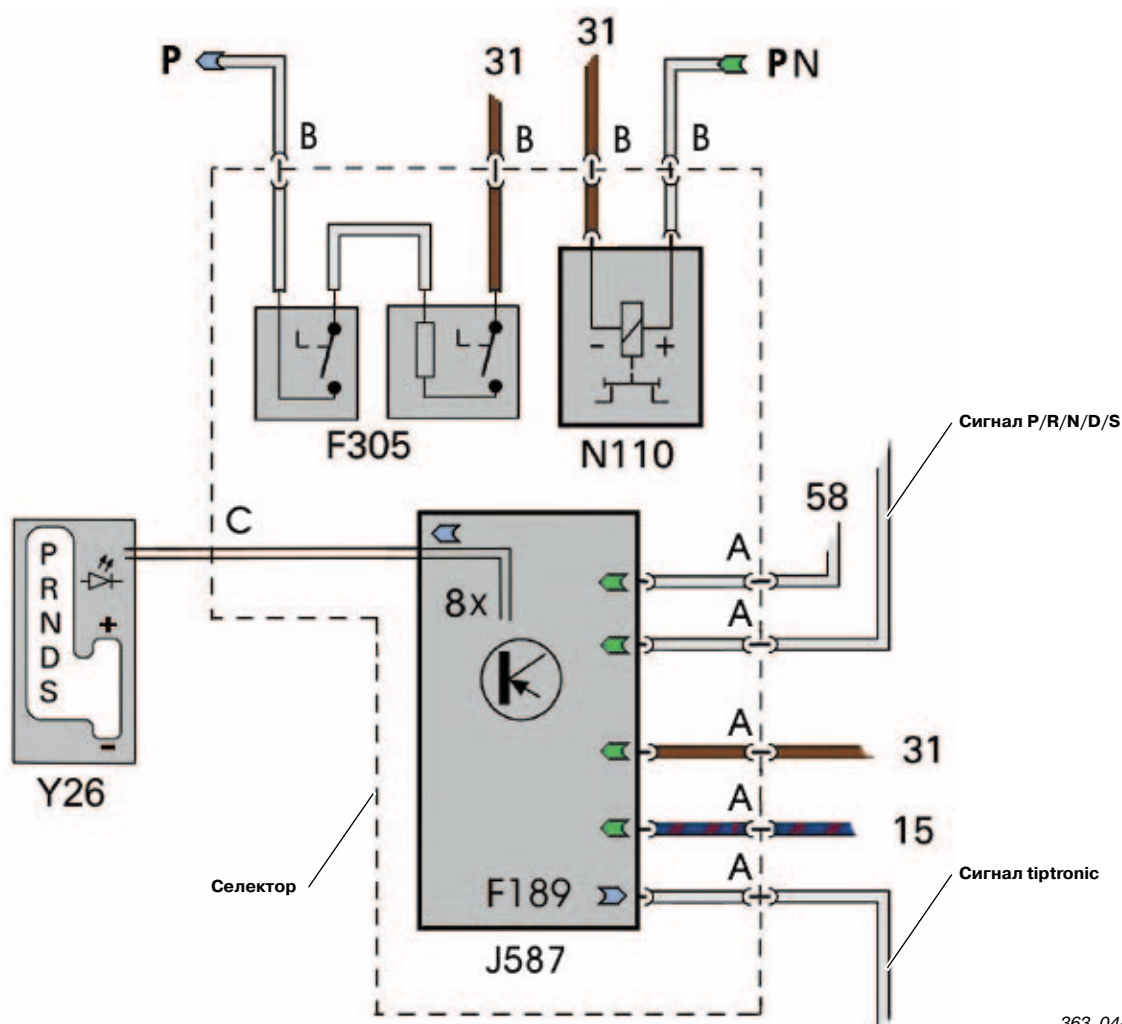 31
P
31
PN
B
B
B
B
F305
N110
Сигнал P/R/N/D/S
58
C
A
P
R
N
D
S
+
-
8x
A
A
31
Y26
A
15
Селектор
F189
A
Сигнал tiptronic
J587
- +